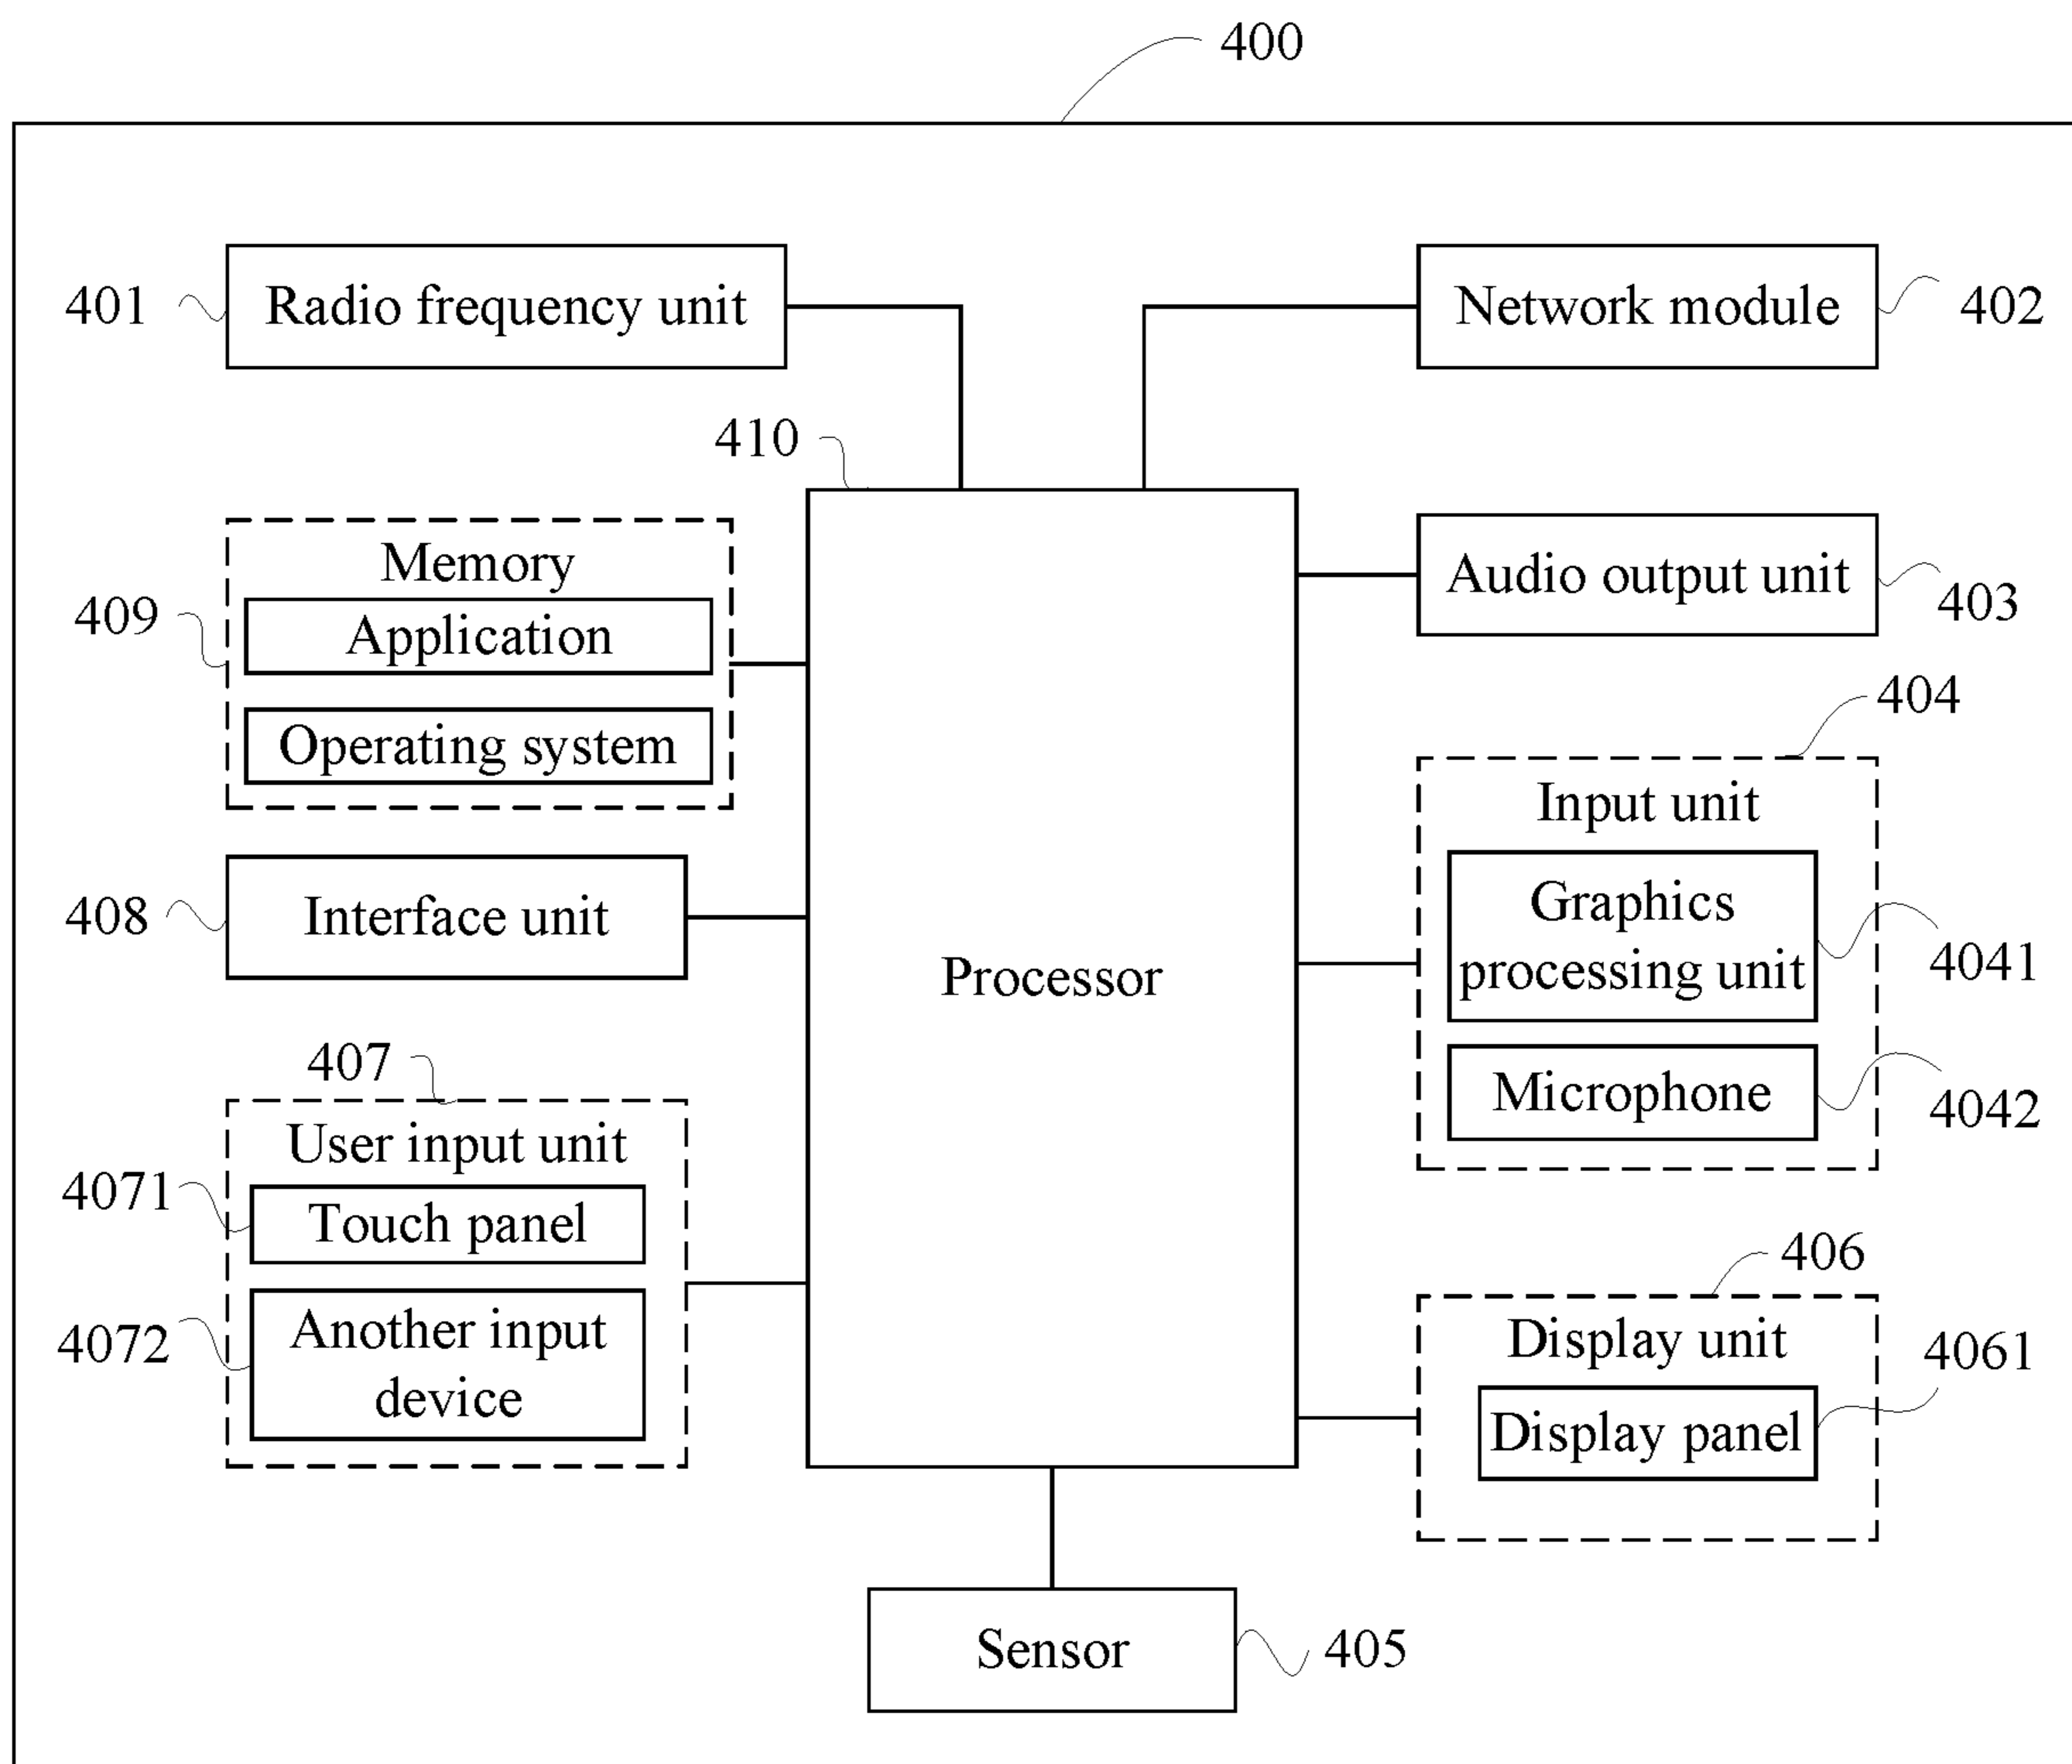 400
401
Radio frequency unit
Network module
402
410
409
Memory
Application
Operating system
Audio output unit
403
404
Input unit
Graphics
processing unit
4041
Microphone
4042
408
Interface unit
Processor
407
User input unit
4071
Touch panel
4072
Another input
device
406
Display unit
4061
Display panel
Sensor
405